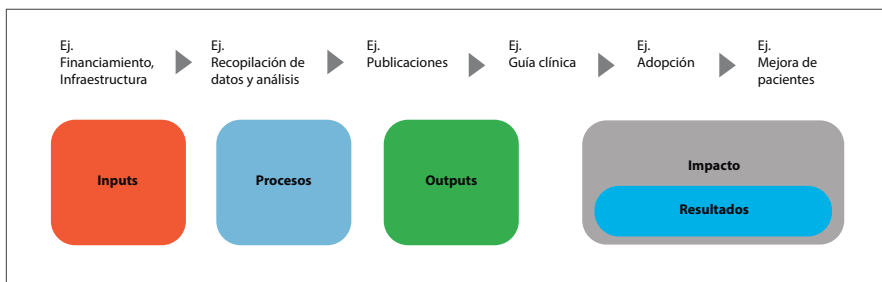 Ej.
Financiamiento,
Infraestructura
Ej.
Recopilación de
datos y análisis
Ej.
Publicaciones
Ej.
Guía clínica
Ej.
Adopción
Ej.
Mejora de
pacientes
Inputs
Procesos
Outputs
Impacto
Resultados